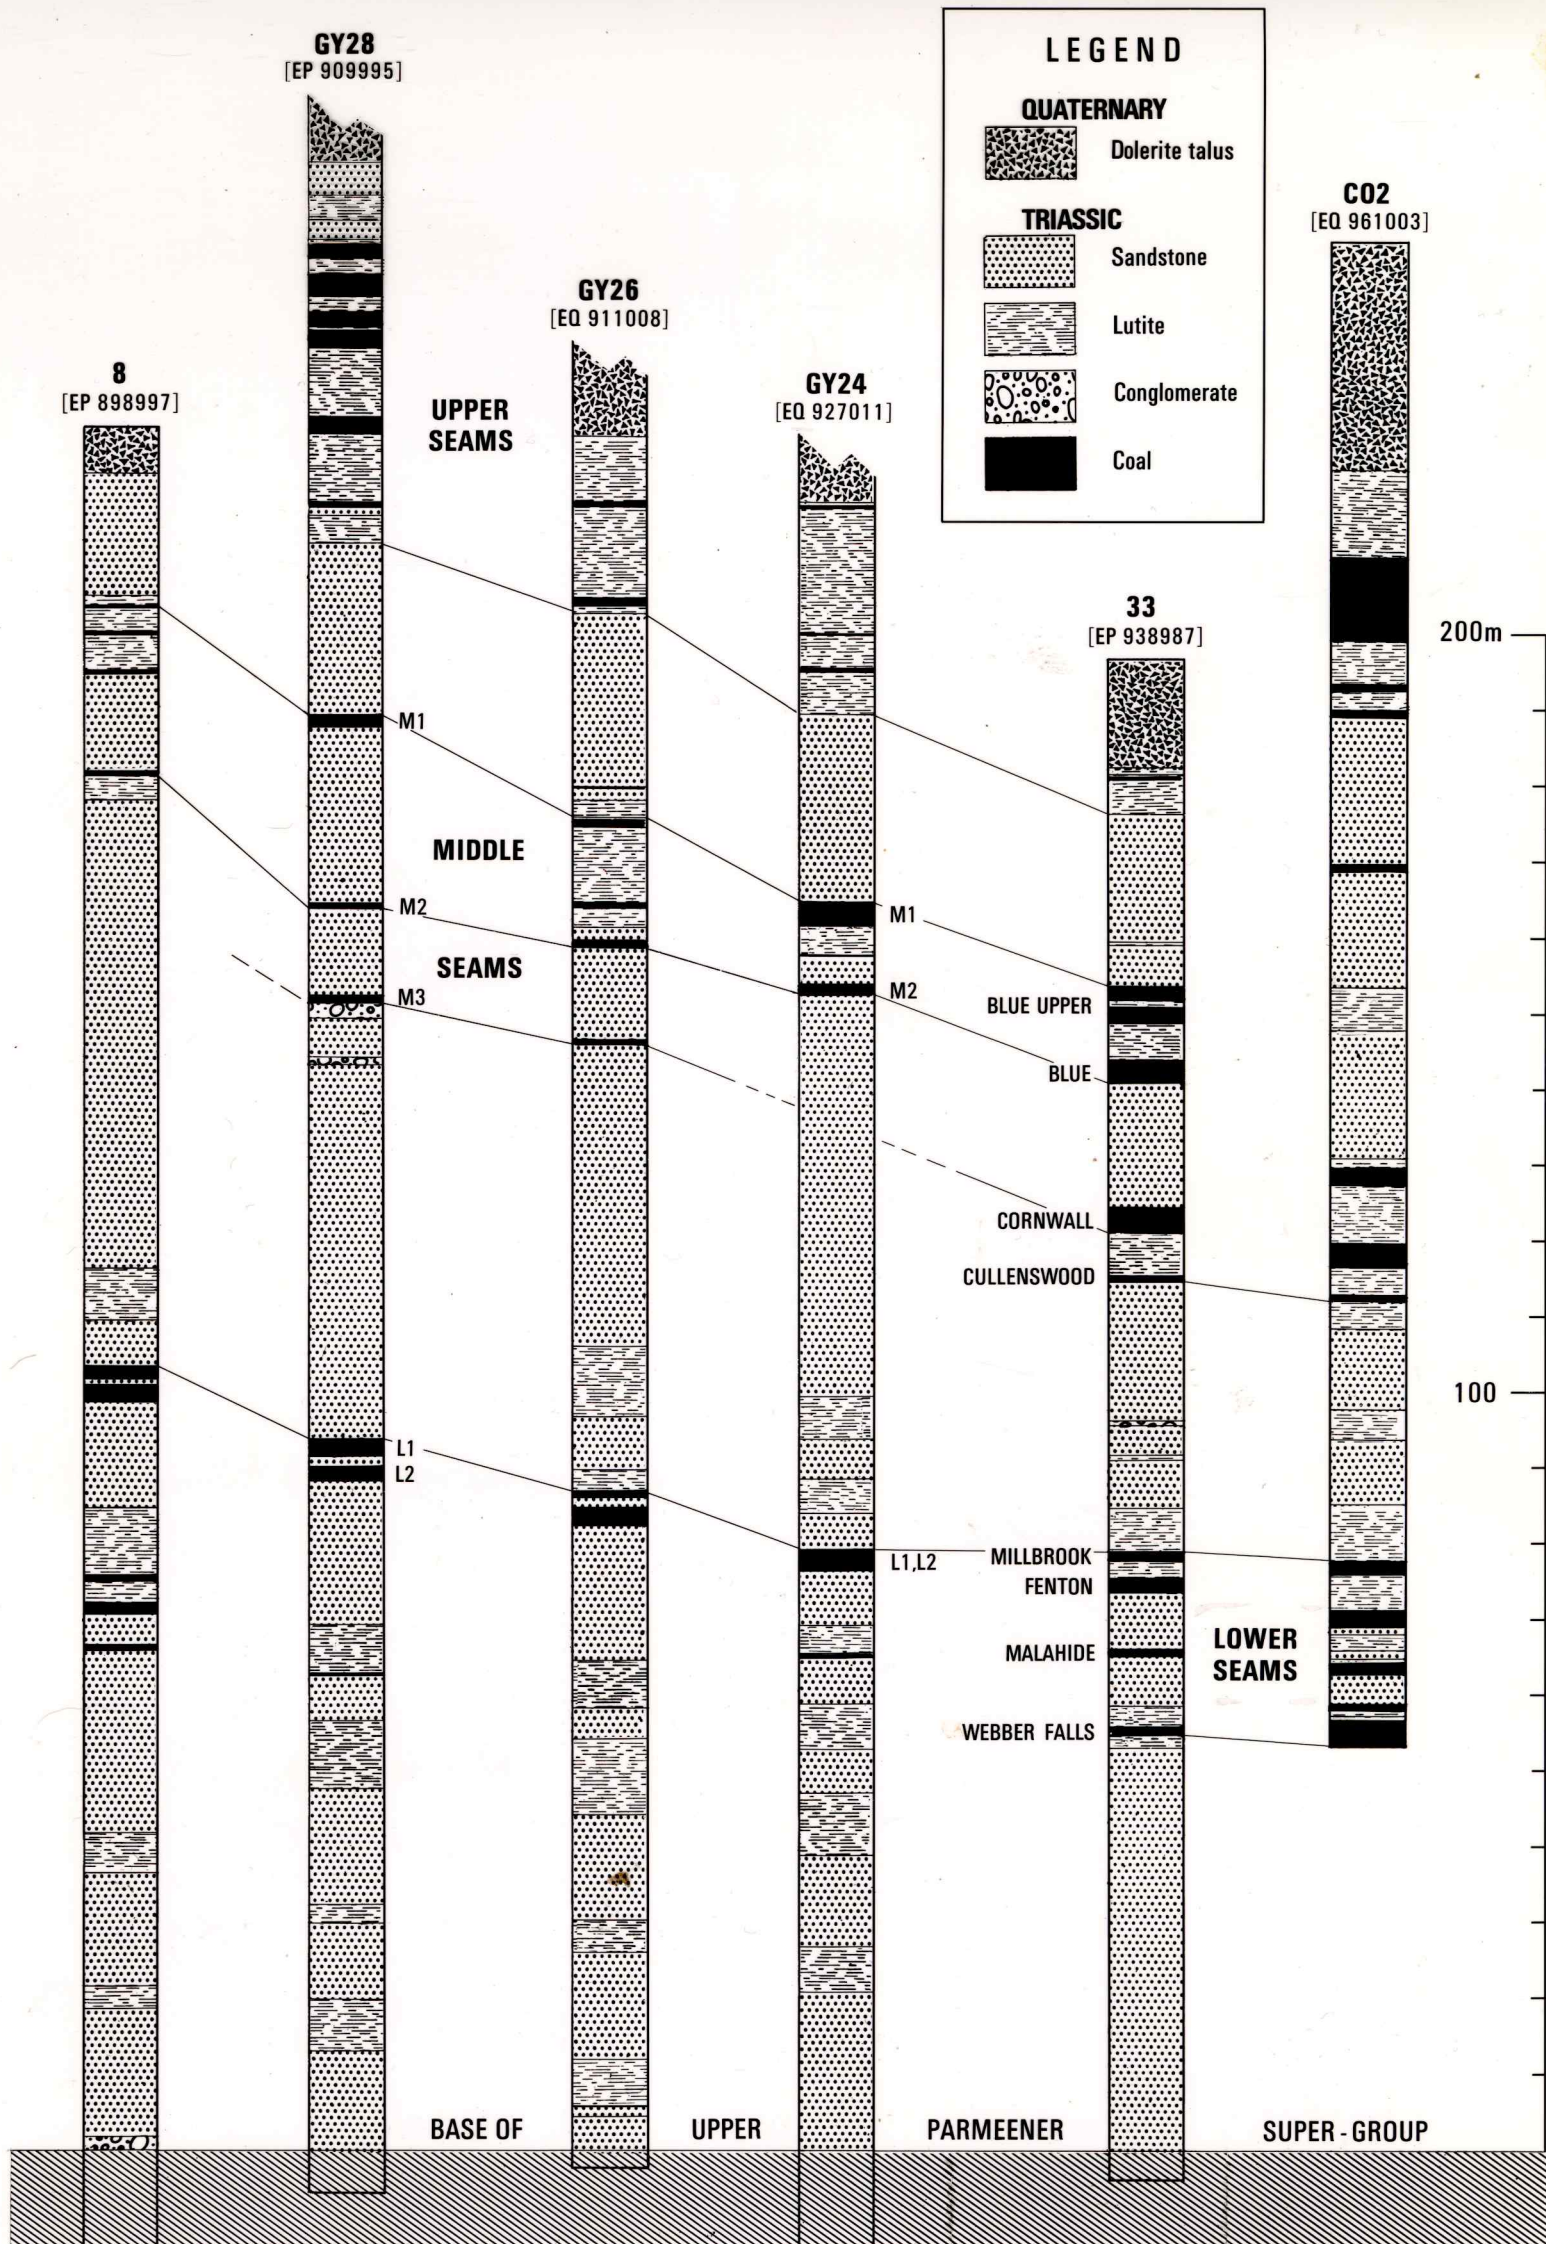 GY28
[EP 909995]
LEGEND
QUATERNARY
Dolerite talus
TRIASSIC
Sandstone
Lutite
Conglomerate
Coal
CO2
[EQ 961003]
GY26
[EQ 911008]
8
[EP 898997]
GY24
[EQ 927011]
UPPER
SEAMS
33
[EP 938987]
200m
M1
MIDDLE
M2
M1
SEAMS
M3
M2
BLUE UPPER
BLUE
CORNWALL
CULLENSWOOD
100
L1
L2
L1,L2
MILLBROOK
FENTON
MALAHIDE
LOWER
SEAMS
WEBBER FALLS
BASE OF UPPER PARMEENER SUPER-GROUP